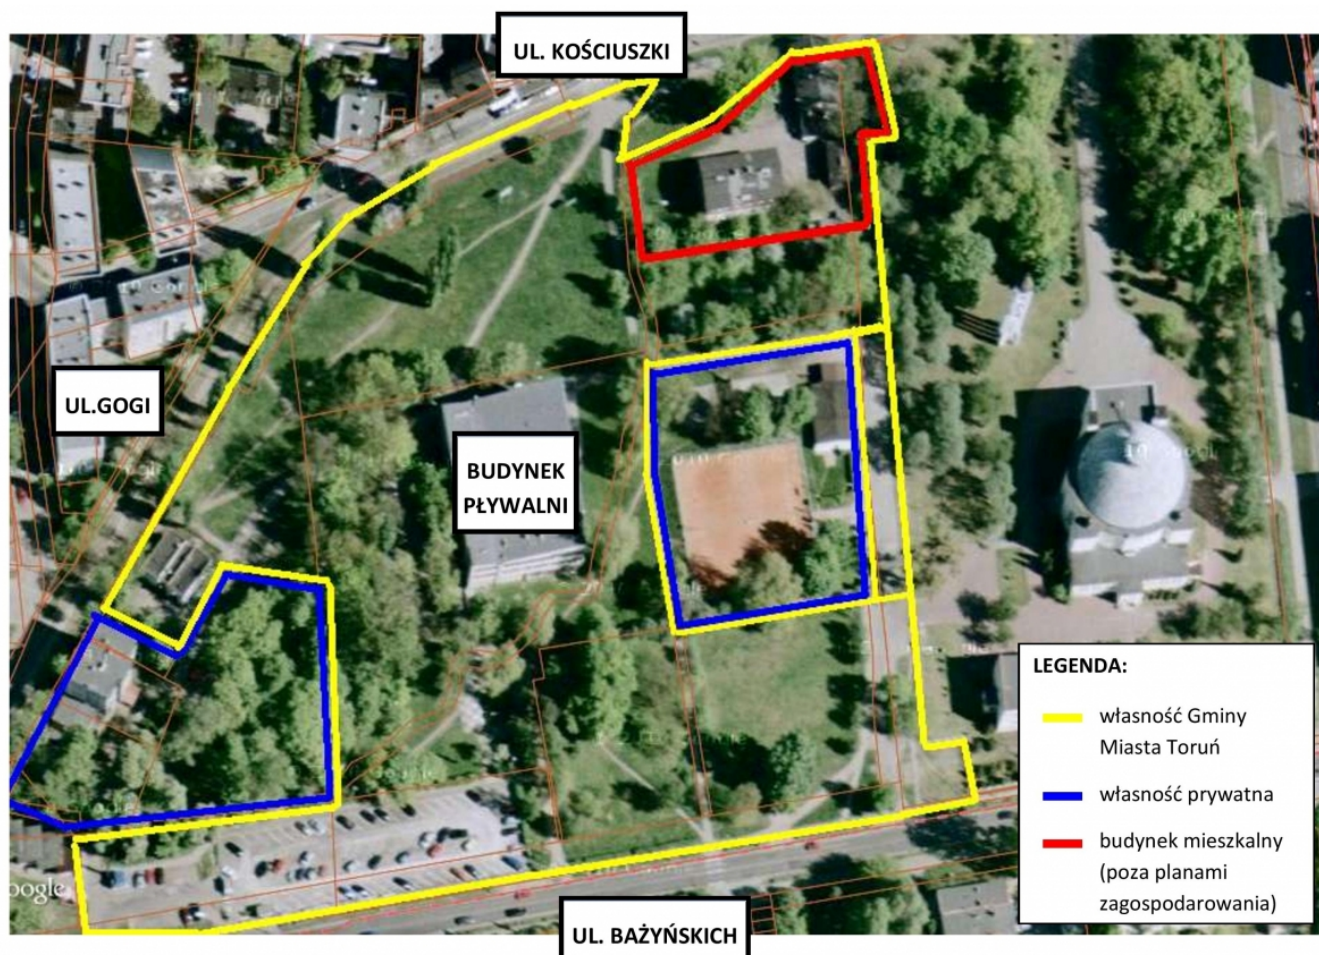 UL. KOŚCIUSZKI
UL.GOGI
BUDYNEK
PŁYWALNI
LEGENDA:
własność Gminy
Miasta Toruń
własność prywatna
budynek mieszkalny
(poza planami
zagospodarowania)
oogle
UL. BAŻYŃSKICH